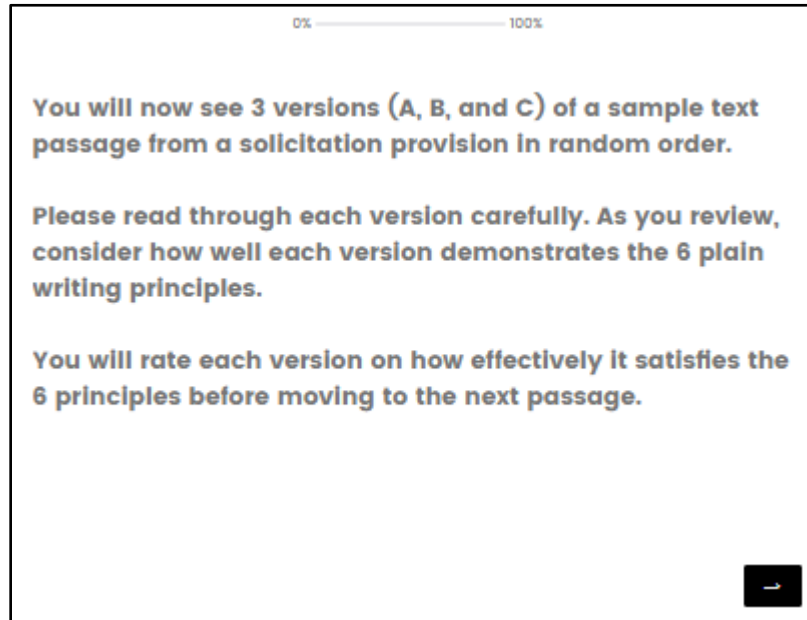 0% 100%
You will now see 3 versions (A, B, and C) of a sample text
passage from a solicitation provision in random order.
Please read through each version carefully. As you review,
consider how well each version demonstrates the 6 plain
writing principles.
You will rate each version on how effectively it satisfies the
6 principles before moving to the next passage.